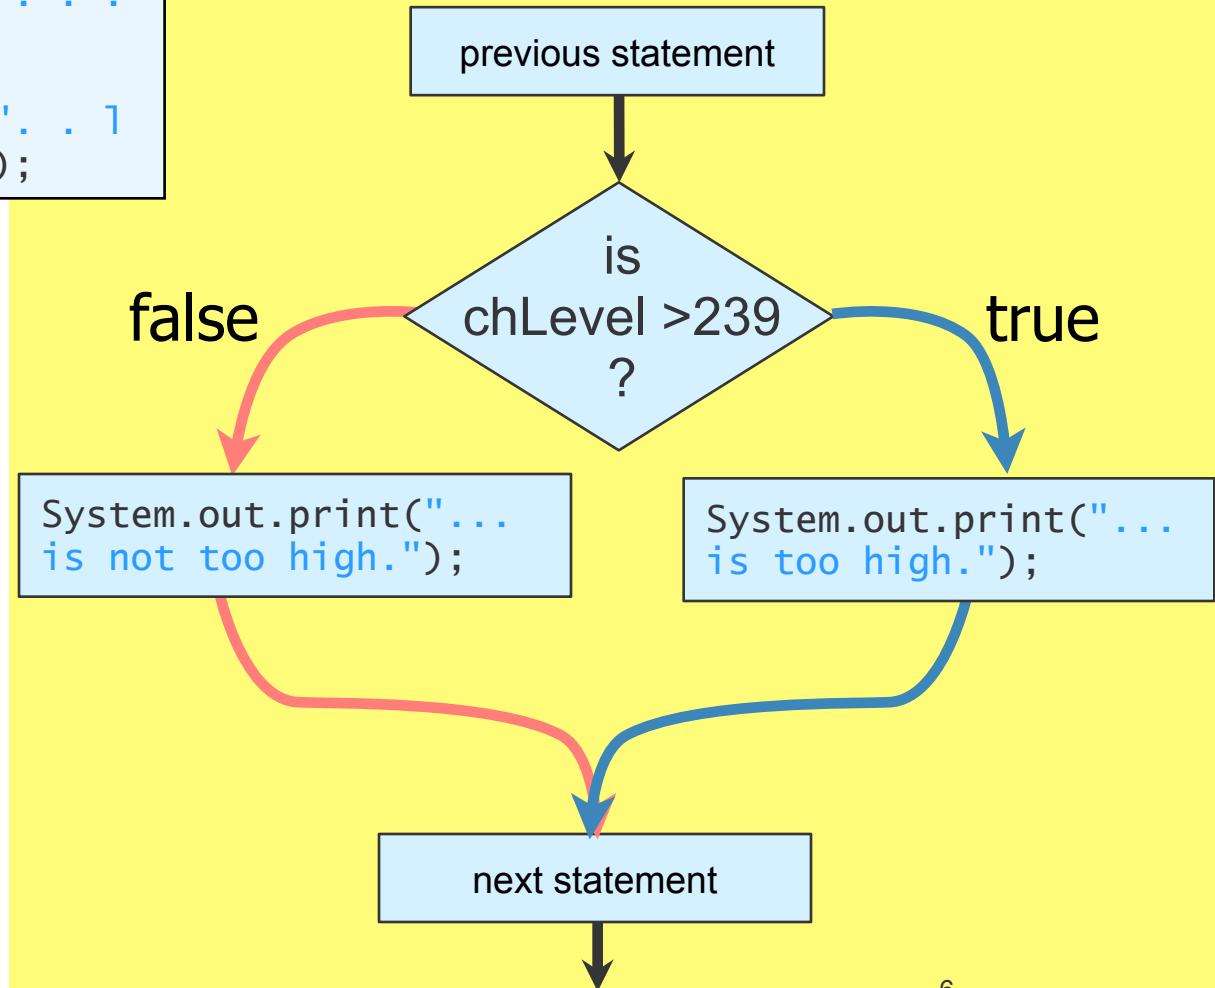 . . .
". . l
);
previous statement
is
chLevel >239
?
false
true
System.out.print("...
is not too high.");
System.out.print("...
is too high.");
next statement
6